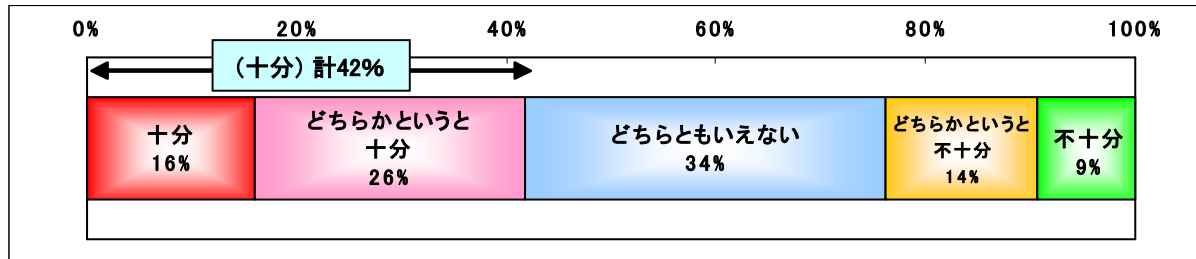 0% 20% 40% 60% 80% 100%
(十分)計42%
十分
16%
どちらかというと
十分
26%
どちらともいえない
34%
どちらかというと
不十分
14%
不十分
9%